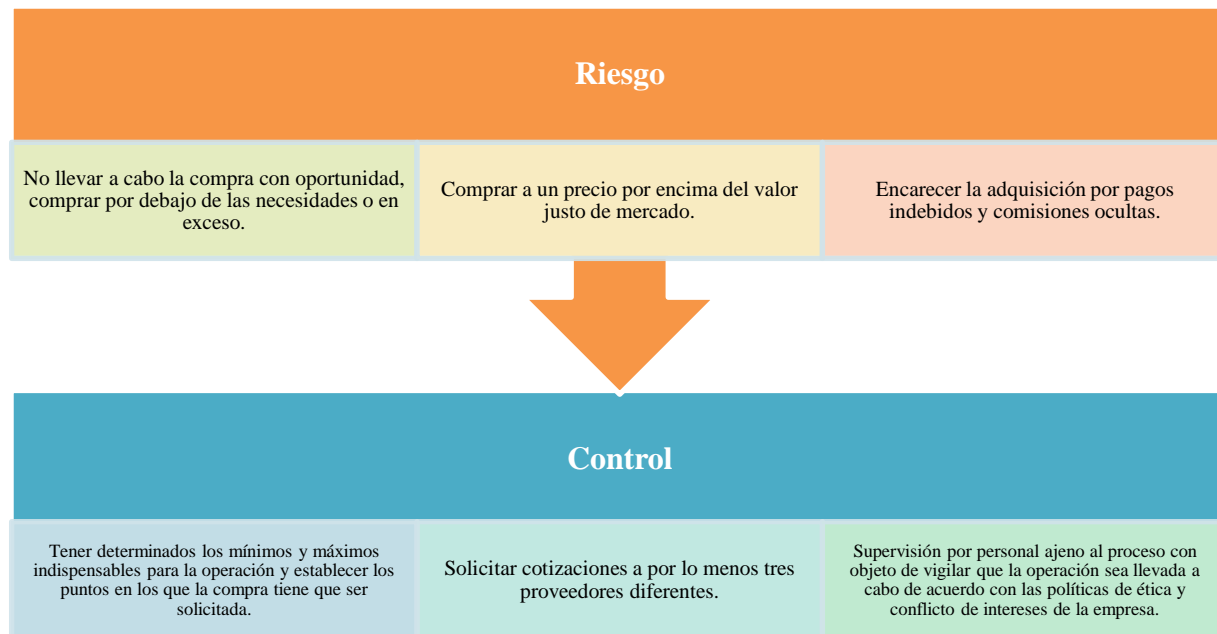 Riesgo
No llevar a cabo la compra con oportunidad,
comprar por debajo de las necesidades o en
exceso.
Comprar a un precio por encima del valor
justo de mercado.
Encarecer la adquisición por pagos
indebidos y comisiones ocultas.
Control
Tener determinados los mínimos y máximos
indispensables para la operación y establecer los
puntos en los que la compra tiene que ser
solicitada.
Solicitar cotizaciones a por lo menos tres
proveedores diferentes.
Supervisión por personal ajeno al proceso con
objeto de vigilar que la operación sea llevada a
cabo de acuerdo con las políticas de ética y
conflicto de intereses de la empresa.